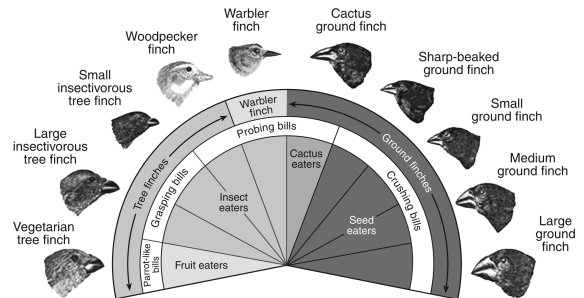 Warbler
finch
Cactus
ground finch
Woodpecker
finch
Sharp-beaked
ground finch
Small
insectivorous
tree finch
Small
ground finch
Large
insectivorous
tree finch
Medium
ground finch
Vegetarian
tree finch
Large
ground
finch
Warbler
finch
Tree finches
Ground finches
Probing bills
Grasping bills
Crushing bills
Parrot-like
bills
Cactus
eaters
Insect
eaters
Seed
eaters
Fruit eaters